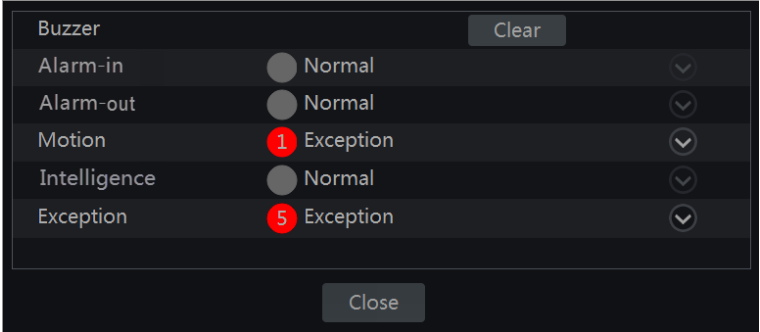 Buzzer Clear
Alarm-in Normal
Alarm-out Normal
Motion 1 Exception
Intelligence Normal
Exception 5 Exception
Close